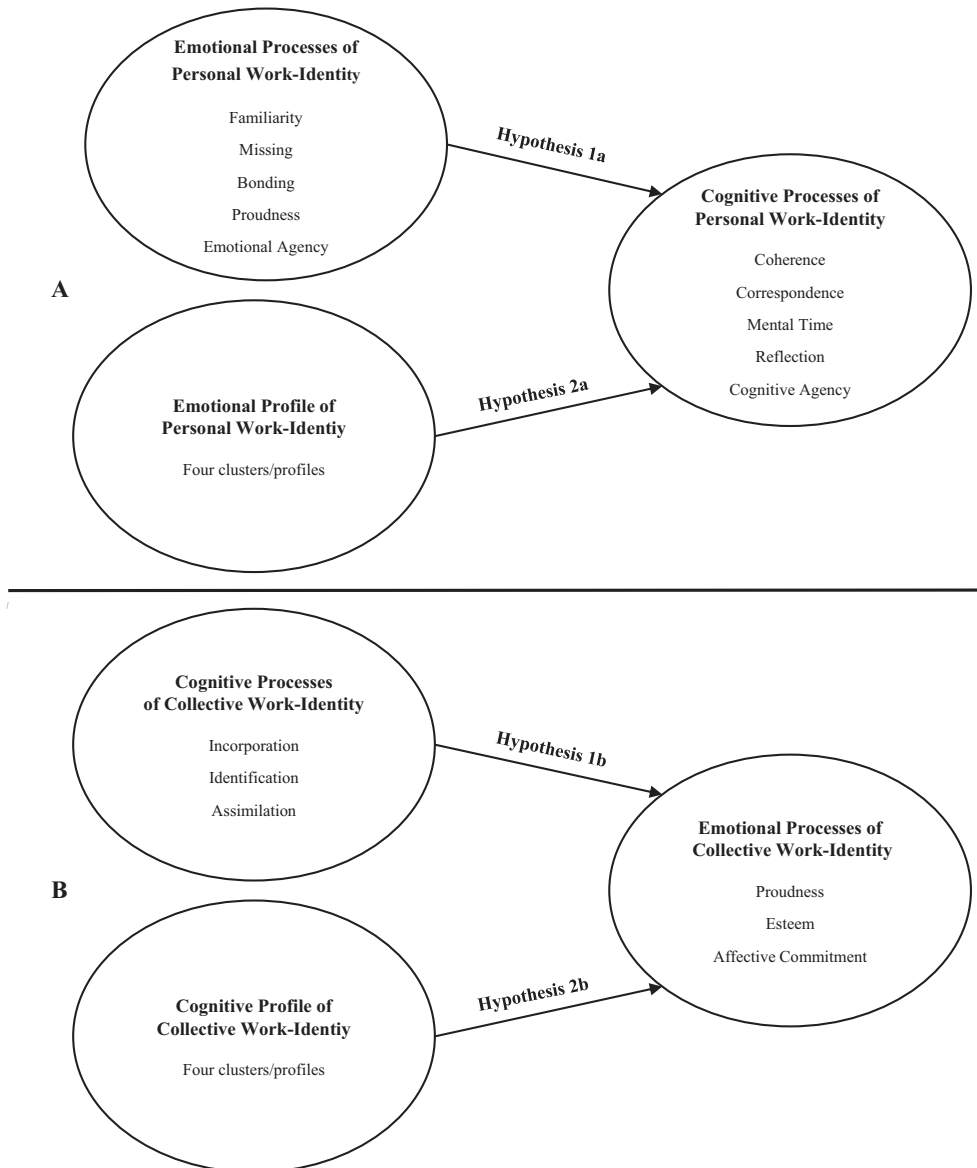 Emotional Processes of
Personal Work-Identity
Familiarity
Missing
Bonding
Proudness
Emotional Agency
Hypothesis 1a
Cognitive Processes of
Personal Work-Identity
Coherence
Correspondence
Mental Time
Reflection
Cognitive Agency
A
Emotional Profile of
Personal Work-Identiy
Four clusters/profiles
Hypothesis 2a
Cognitive Processes
of Collective Work-Identity
Incorporation
Identification
Assimilation
Hypothesis 1b
Emotional Processes of
Collective Work-Identity
Proudness
Esteem
Affective Commitment
B
Cognitive Profile of
Collective Work-Identiy
Four clusters/profiles
Hypothesis 2b